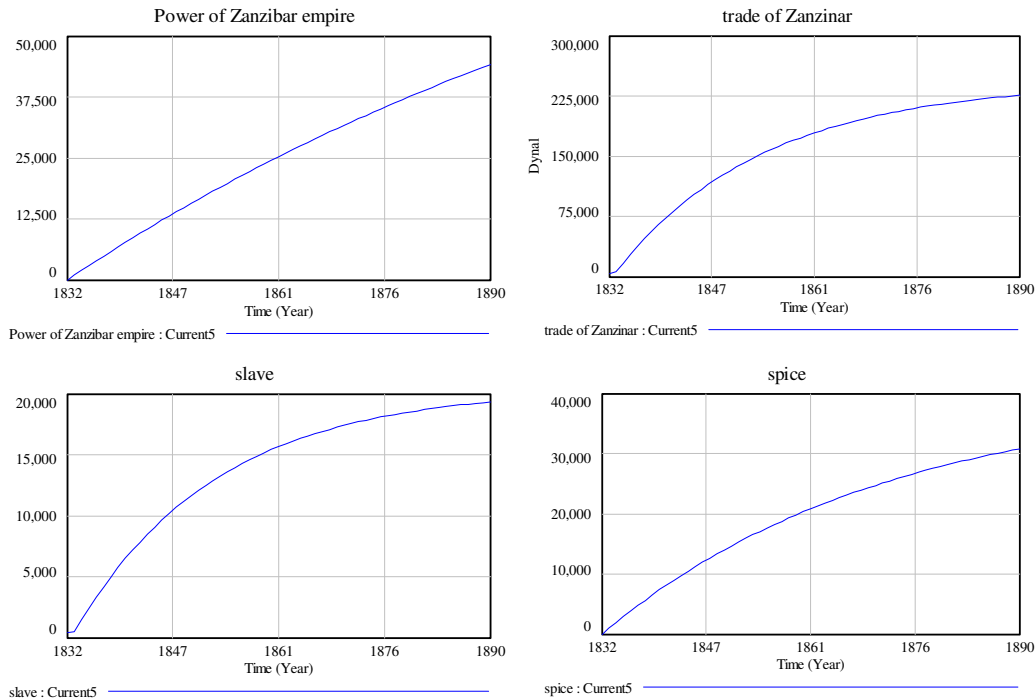 Power of Zanzibar empire
50,000
37,500
25,000
12,500
0
1832 1847 1861 1876 1890
Time (Year)
Power of Zanzibar empire : Current5
trade of Zanzinar
300,000
225,000
150,000
75,000
0
Dynal
1832 1847 1861 1876 1890
Time (Year)
trade of Zanzinar : Current5
slave
20,000
15,000
10,000
5,000
0
1832 1847 1861 1876 1890
Time (Year)
slave : Current5
spice
40,000
30,000
20,000
10,000
0
1832 1847 1861 1876 1890
Time (Year)
spice : Current5